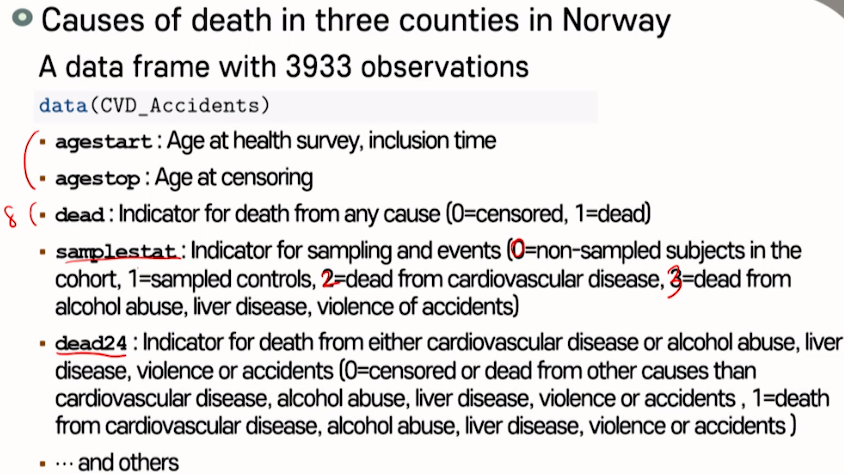 Causes of death in three counties in Norway
A data frame with 3933 observations
data(CVD_Accidents)
agestart : Age at health survey, inclusion time
agestop : Age at censoring
8 ( dead : Indicator for death from any cause (0=censored, 1=dead)
samplestat : Indicator for sampling and events (0=non-sampled subjects in the
cohort, 1=sampled controls, 2=dead from cardiovascular disease, 3=dead from
alcohol abuse, liver disease, violence of accidents)
dead24 : Indicator for death from either cardiovascular disease or alcohol abuse, liver
disease, violence or accidents (0=censored or dead from other causes than
cardiovascular disease, alcohol abuse, liver disease, violence or accidents , 1=death
from cardiovascular disease, alcohol abuse, liver disease, violence or accidents )
… and others